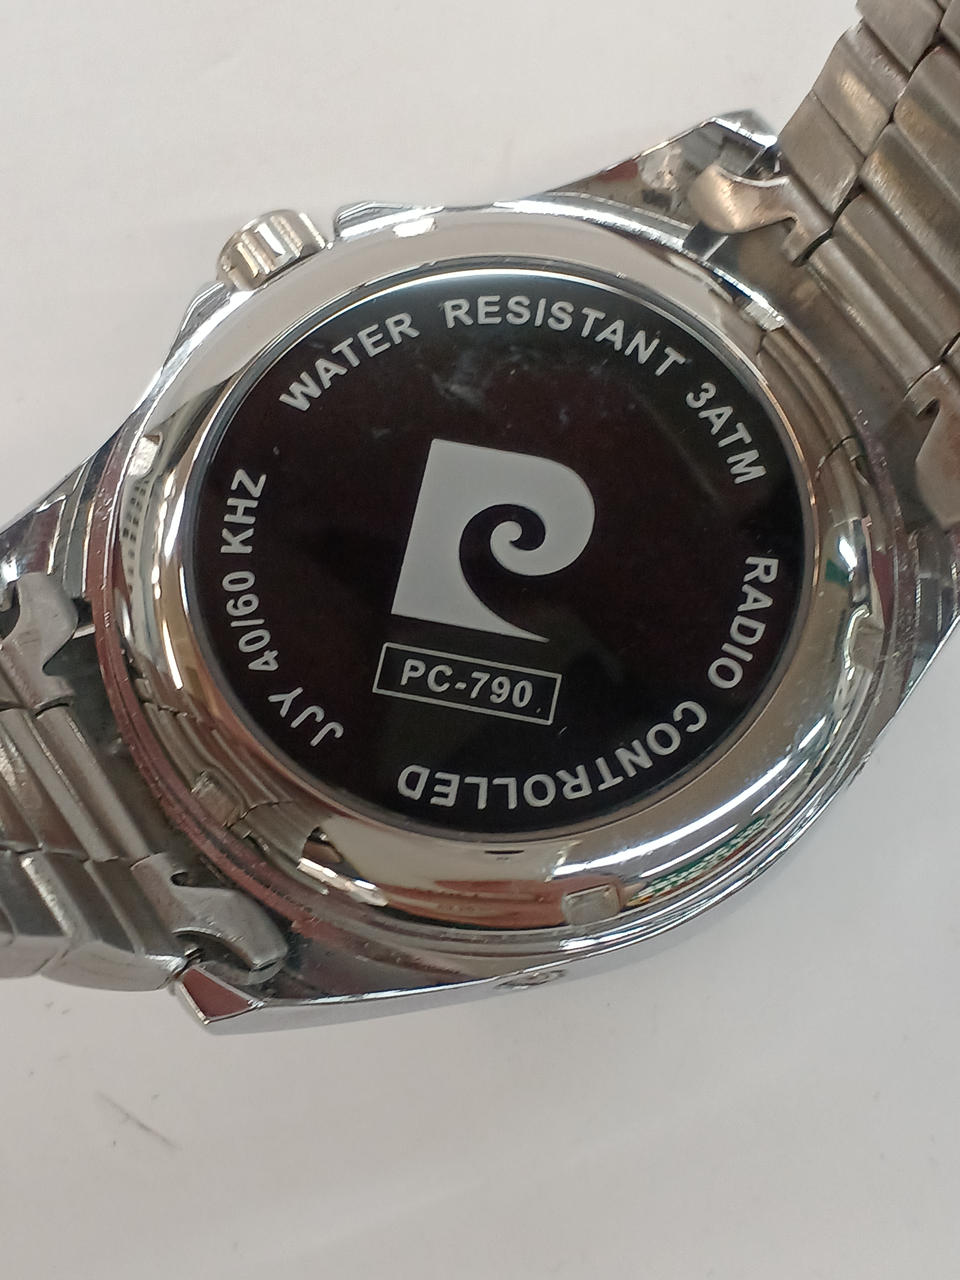 WATER RESISTANT 3ATM
RADIO CONTROLLED
JJY 40/60 KHZ
PC-790